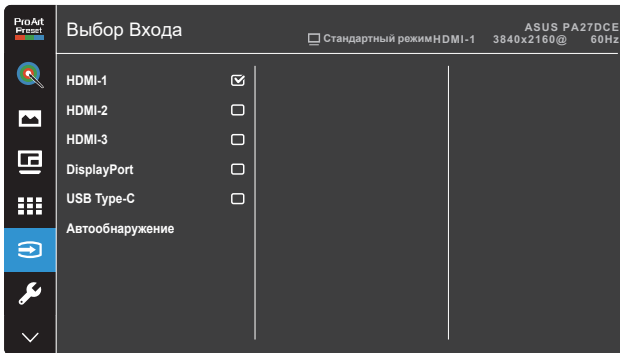 ProArt
Preset
Выбор Входа
ASUS PA27DCE
Стандартный режим HDMI-1 3840x2160@ 60Hz
HDMI-1
HDMI-2
HDMI-3
DisplayPort
USB Type-C
Автообнаружение